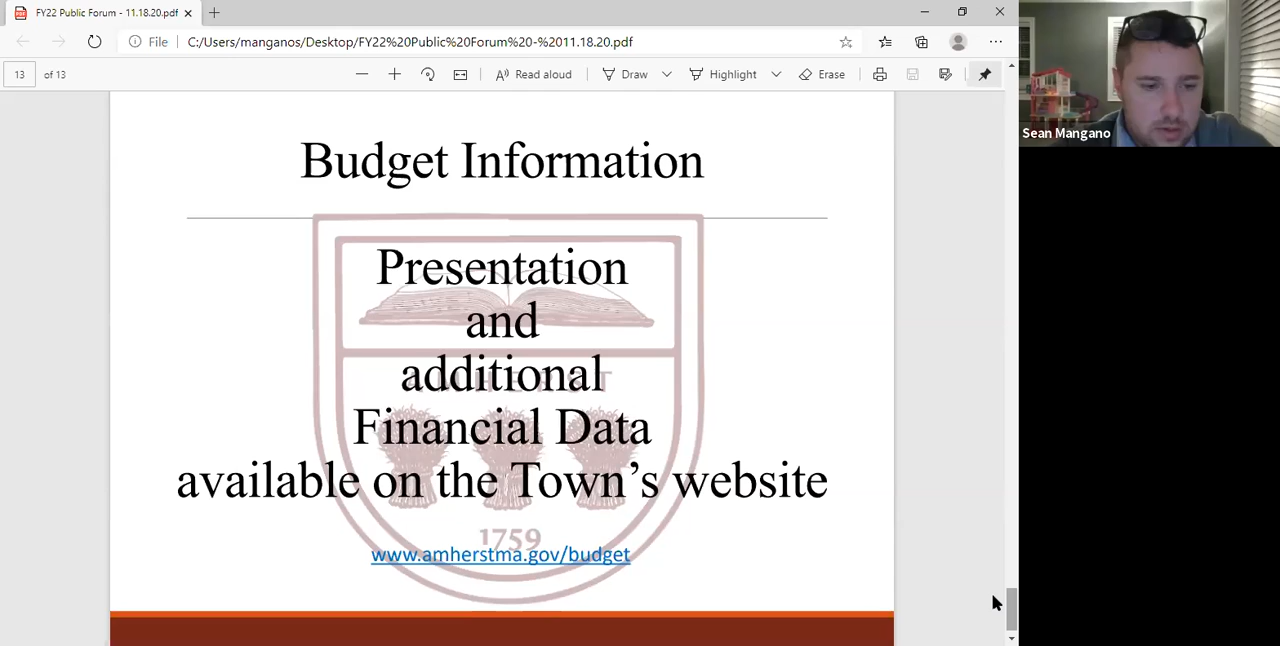 FY22 Public Forum - 11.18.20.pdf
File
C:/Users/manganos/Desktop/FY22%20Public%20Forum%20-%2011.18.20.pdf
13 of 13
Read aloud
Draw
Highlight
Erase
Sean Mangano
Budget Information
Presentation
and
additional
Financial Data
available on the Town's website
AMHERST
1759
www.amherstma.gov/budget